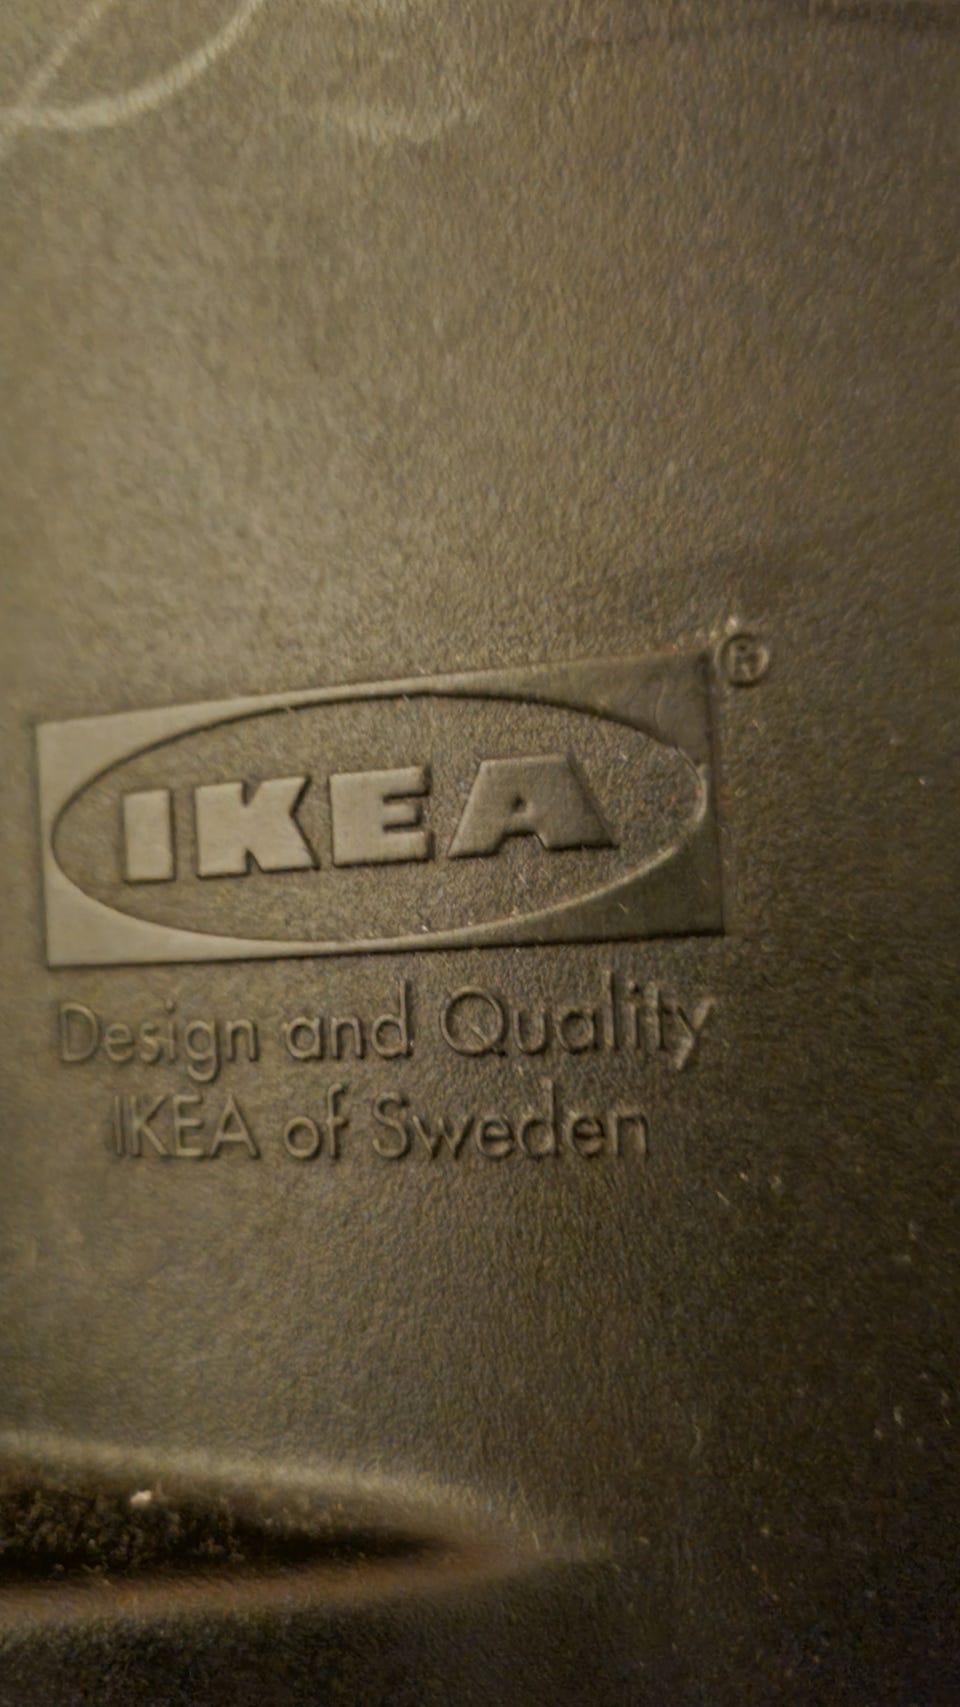 IKEA®
Design and Quality
IKEA of Sweden